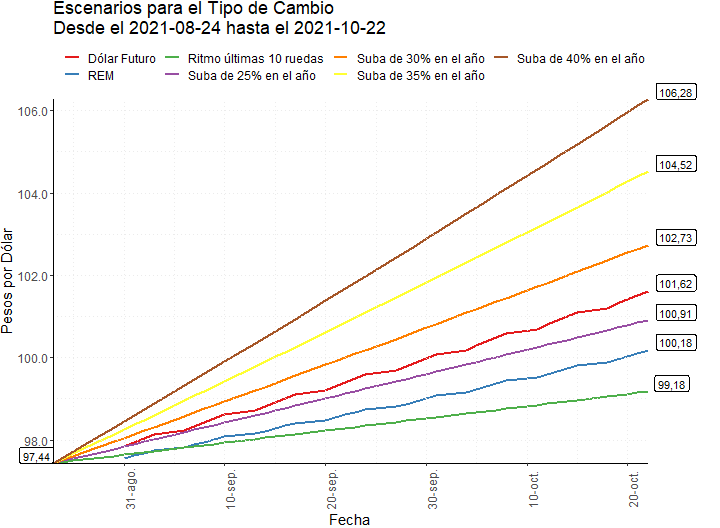 Escenarios para el Tipo de Cambio
Desde el 2021-08-24 hasta el 2021-10-22
Dólar Futuro
Ritmo últimas 10 ruedas
Suba de 30% en el año
Suba de 40% en el año
REM
Suba de 25% en el año
Suba de 35% en el año
Pesos por Dólar
106.0
104.0
102.0
100.0
98.0
97,44
106,28
104,52
102,73
101,62
100,91
100,18
99,18
31-ago.
10-sep.
20-sep.
30-sep.
10-oct.
20-oct.
Fecha